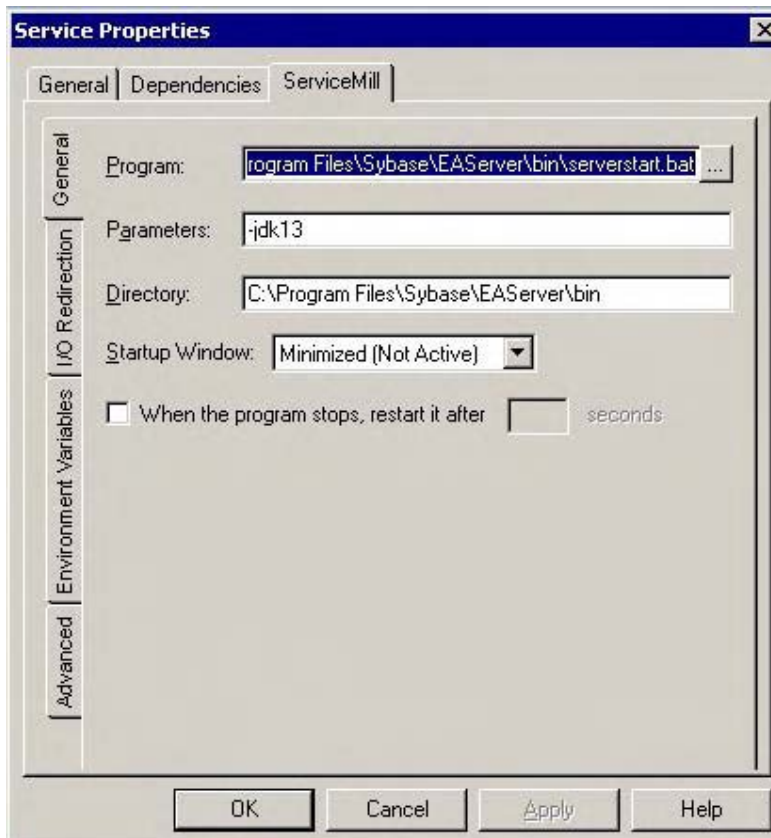 Service Properties
General Dependencies ServiceMill
General
I/O Redirection
Environment Variables
Advanced
Program: rogram Files\Sybase\EAServer\bin\serverstart.bat ...
Parameters: -jdk13
Directory: C:\Program Files\Sybase\EAServer\bin
Startup Window: Minimized (Not Active)
When the program stops, restart it after seconds
OK Cancel Apply Help